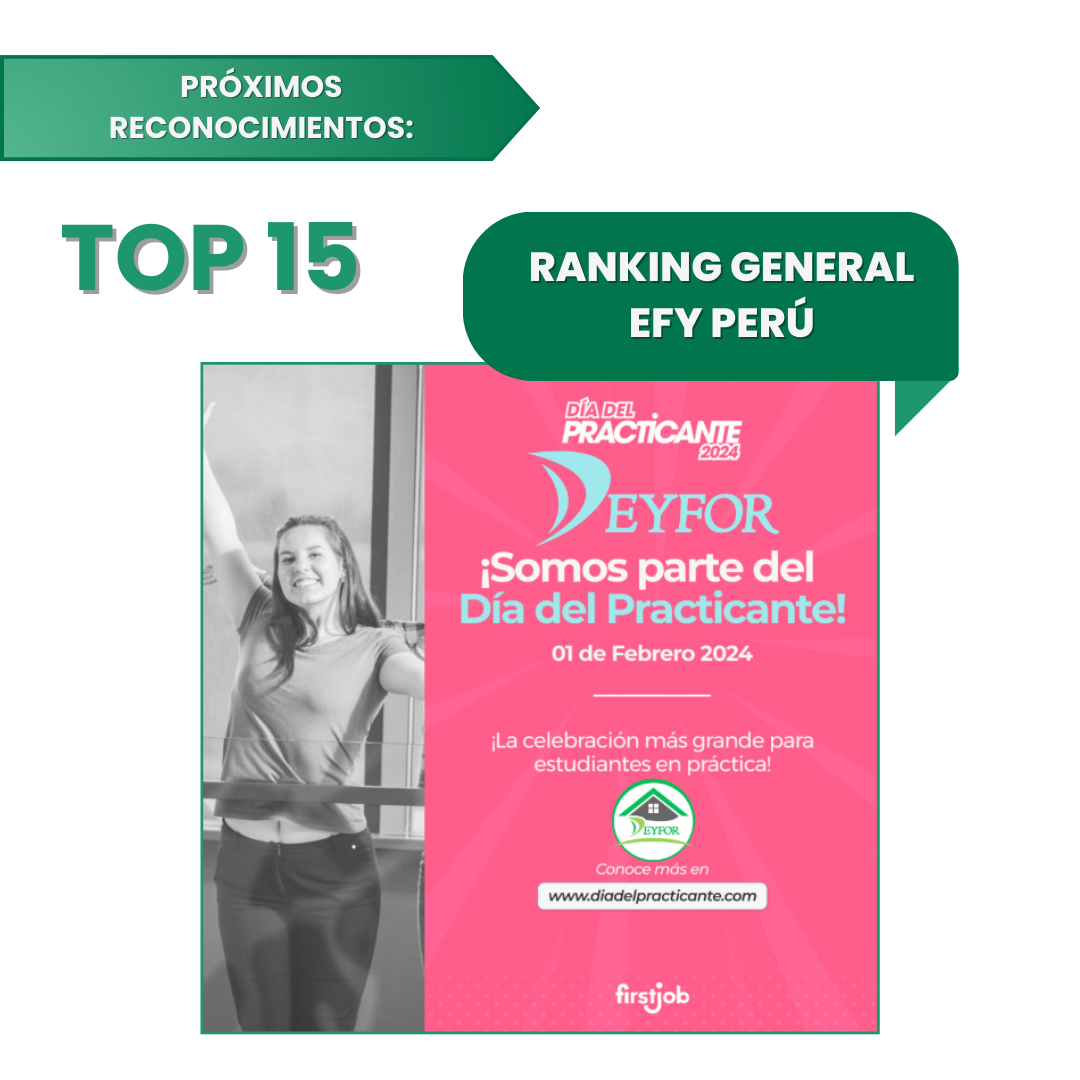 PRÓXIMOS
RECONOCIMIENTOS:
TOP 15
RANKING GENERAL
EFY PERÚ
DÍA DEL
PRACTICANTE
2024
DEYFOR
¡Somos parte del
Día del Practicante!
01 de Febrero 2024
¡La celebración más grande para
estudiantes en práctica!
DEYFOR
Conoce más en
www.diadelpracticante.com
firstjob